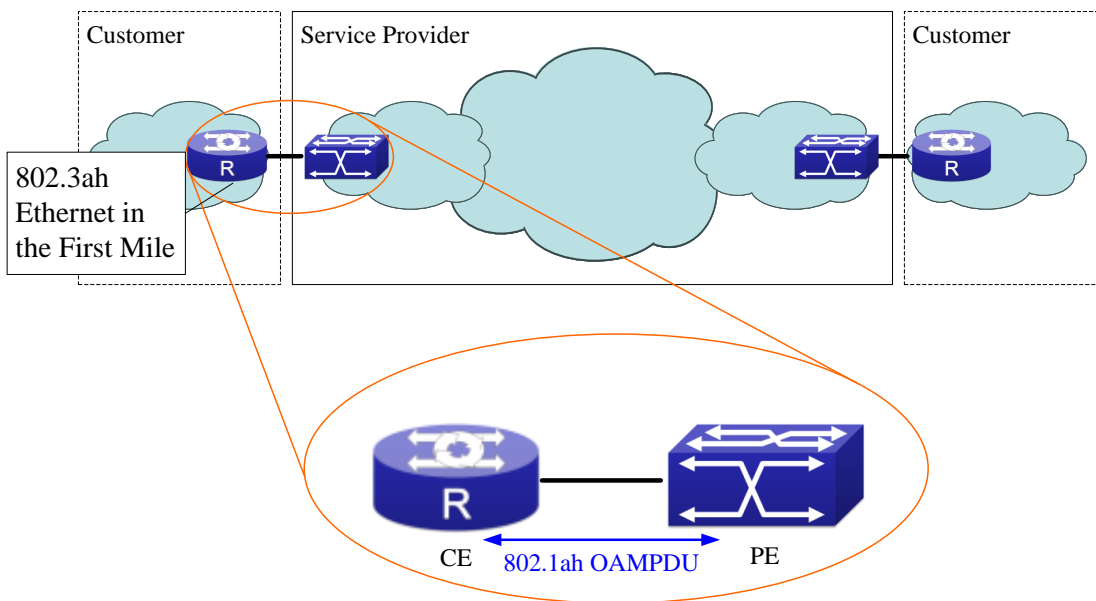 Customer
Service Provider
Customer
R
R
802.3ah
Ethernet in
the First Mile
R
CE
802.1ah OAMPDU
PE